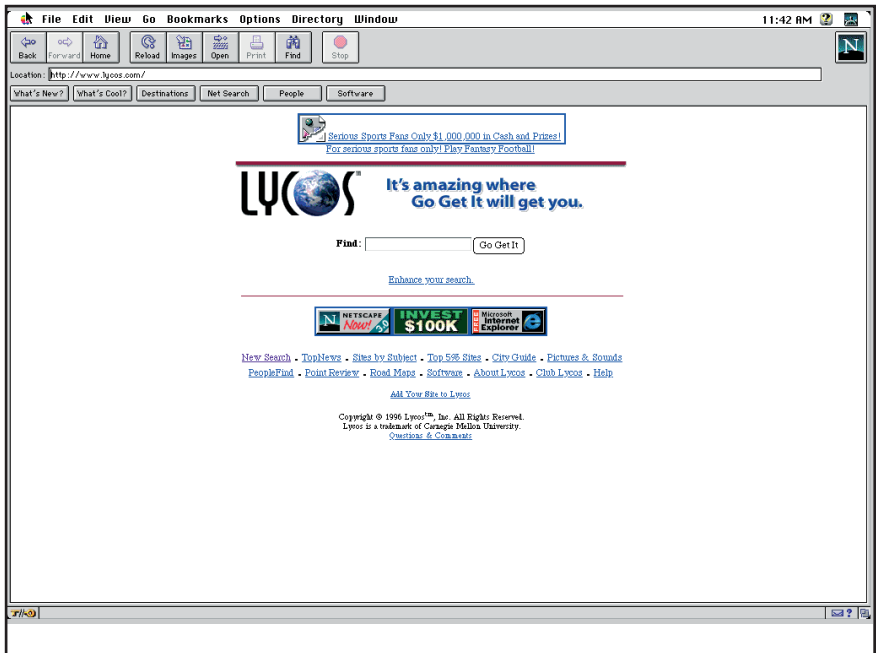 File Edit View Go Bookmarks Options Directory Window 11:42 AM
Back Forward Home Reload Images Open Print Find Stop N
Location: http://www.lycos.com/
What's New? What's Cool? Destinations Net Search People Software
Serious Sports Fans Only $1,000,000 in Cash and Prizes!
For serious sports fans only! Play Fantasy Football!
LYCOS
It's amazing where
Go Get It will get you.
Find: Go Get It
Enhance your search.
N NETSCAPE Now! 3.0 INVEST $100K FREE Microsoft Internet Explorer
New Search . TopNews . Sites by Subject . Top 5% Sites . City Guide . Pictures & Sounds
PeopleFind . Point Review . Road Maps . Software . About Lycos . Club Lycos . Help
Add Your Site to Lycos
Copyright © 1996 Lycos™, Inc. All Rights Reserved.
Lycos is a trademark of Carnegie Mellon University.
Questions & Comments